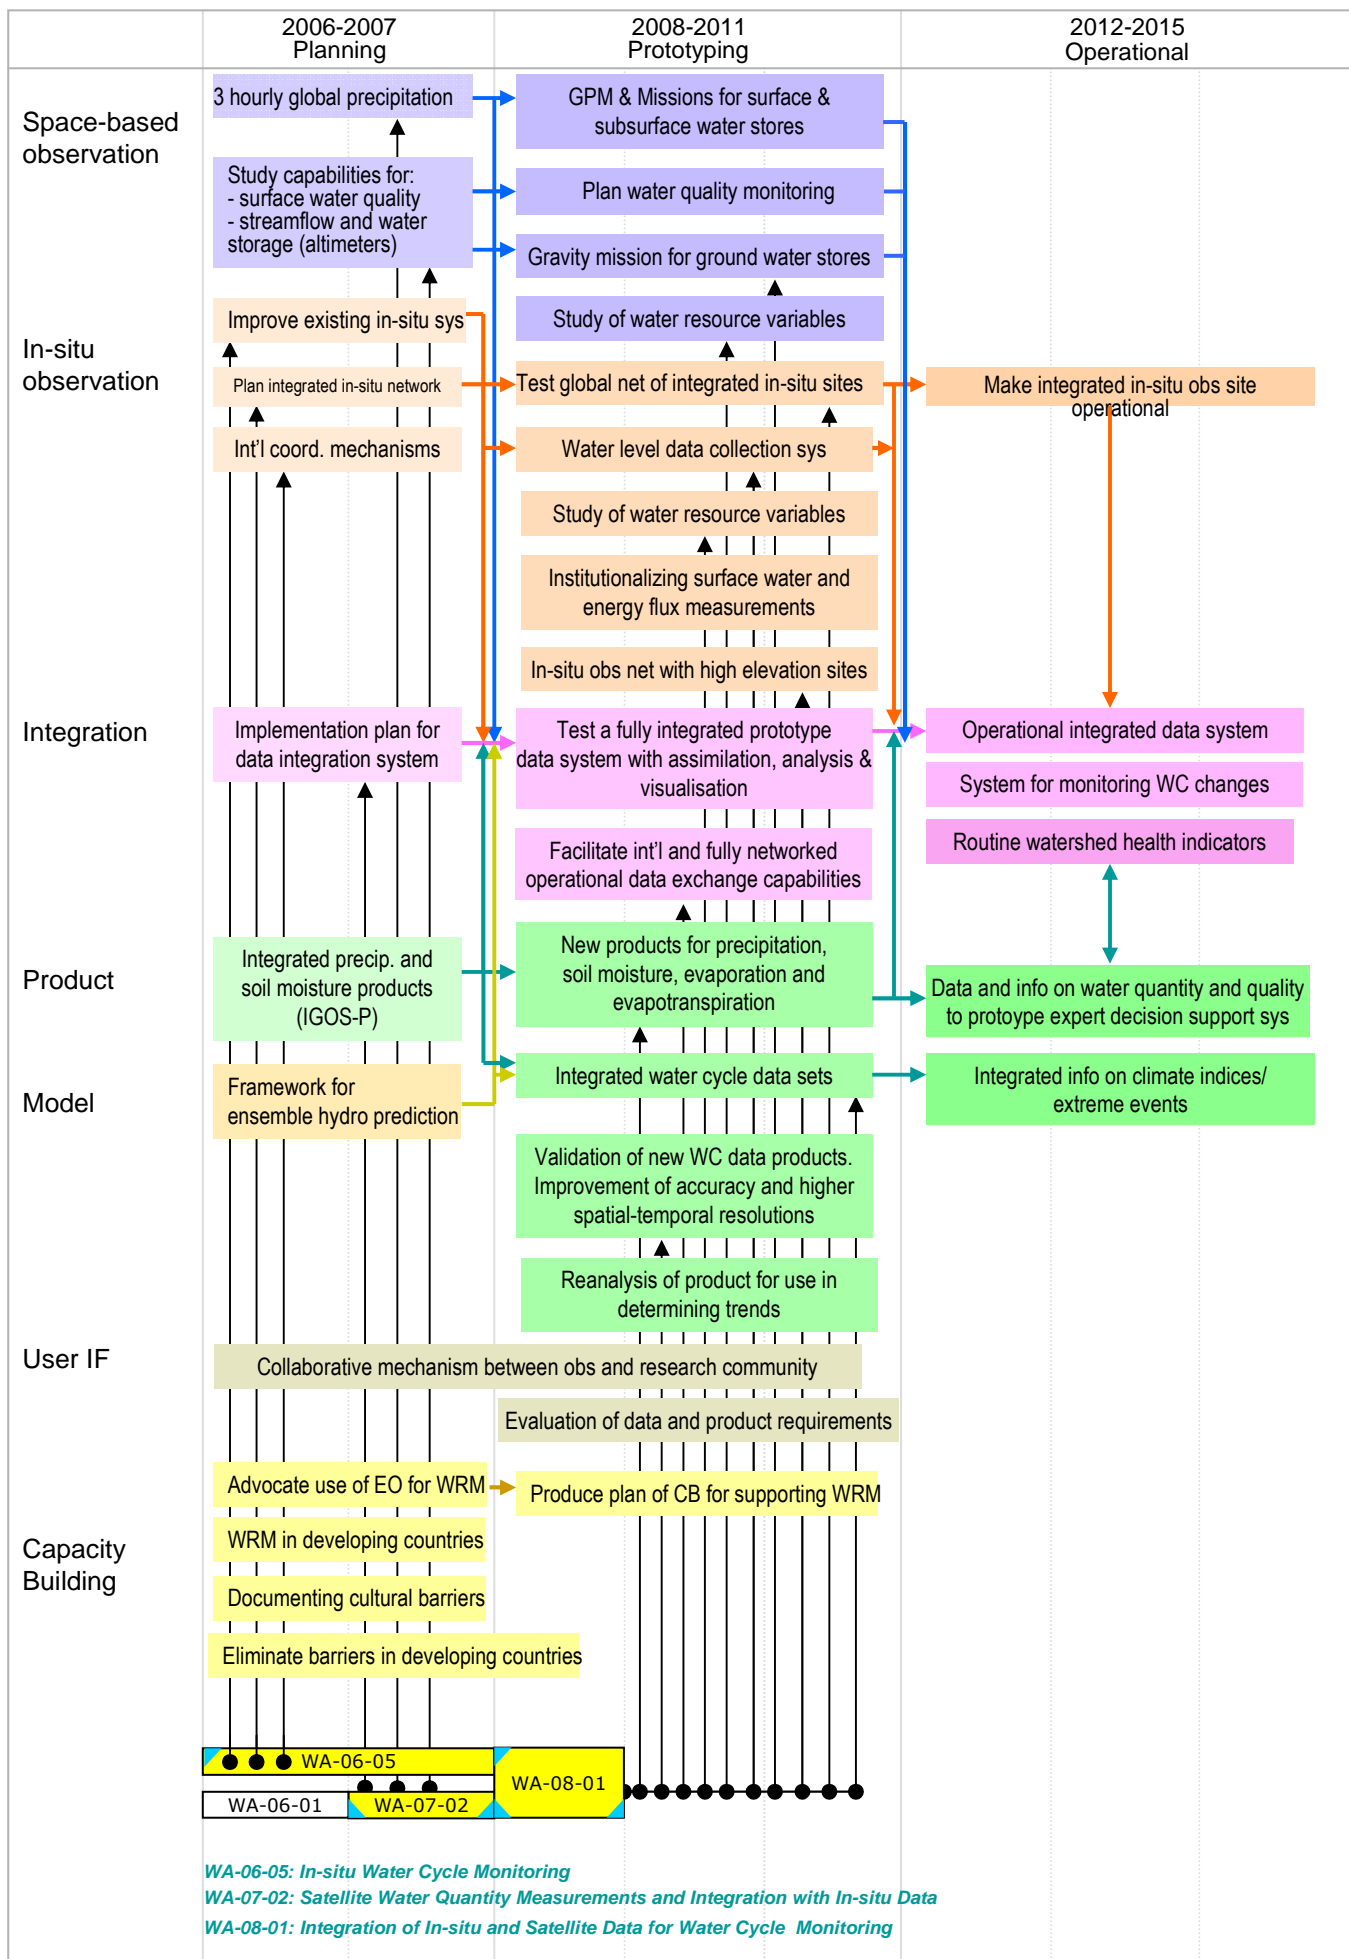 2006-2007
Planning
2008-2011
Prototyping
2012-2015
Operational
Space-based
observation
3 hourly global precipitation
GPM & Missions for surface &
subsurface water stores
Study capabilities for:
- surface water quality
- streamflow and water
storage (altimeters)
Plan water quality monitoring
Gravity mission for ground water stores
Study of water resource variables
In-situ
observation
Improve existing in-situ sys
Plan integrated in-situ network
Test global net of integrated in-situ sites
Make integrated in-situ obs site
operational
Int'l coord. mechanisms
Water level data collection sys
Study of water resource variables
Institutionalizing surface water and
energy flux measurements
In-situ obs net with high elevation sites
Integration
Implementation plan for
data integration system
Test a fully integrated prototype
data system with assimilation, analysis &
visualisation
Operational integrated data system
System for monitoring WC changes
Routine watershed health indicators
Facilitate int'l and fully networked
operational data exchange capabilities
Product
Integrated precip. and
soil moisture products
(IGOS-P)
New products for precipitation,
soil moisture, evaporation and
evapotranspiration
Data and info on water quantity and quality
to protoype expert decision support sys
Model
Framework for
ensemble hydro prediction
Integrated water cycle data sets
Integrated info on climate indices/
extreme events
Validation of new WC data products.
Improvement of accuracy and higher
spatial-temporal resolutions
Reanalysis of product for use in
determining trends
User IF
Collaborative mechanism between obs and research community
Evaluation of data and product requirements
Capacity
Building
Advocate use of EO for WRM
Produce plan of CB for supporting WRM
WRM in developing countries
Documenting cultural barriers
Eliminate barriers in developing countries
WA-06-05
WA-08-01
WA-06-01
WA-07-02
WA-06-05: In-situ Water Cycle Monitoring
WA-07-02: Satellite Water Quantity Measurements and Integration with In-situ Data
WA-08-01: Integration of In-situ and Satellite Data for Water Cycle Monitoring